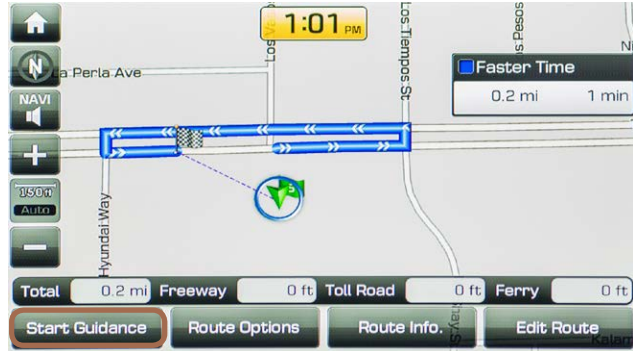 1:01 PM
Los Tiempos St
N
La Perla Ave
Faster Time
0.2 mi 1 min
NAVI
150ft
Auto
Hyundai Way
Total 0.2 mi Freeway 0 ft Toll Road 0 ft Ferry 0 ft
Start Guidance Route Options Route Info. Edit Route